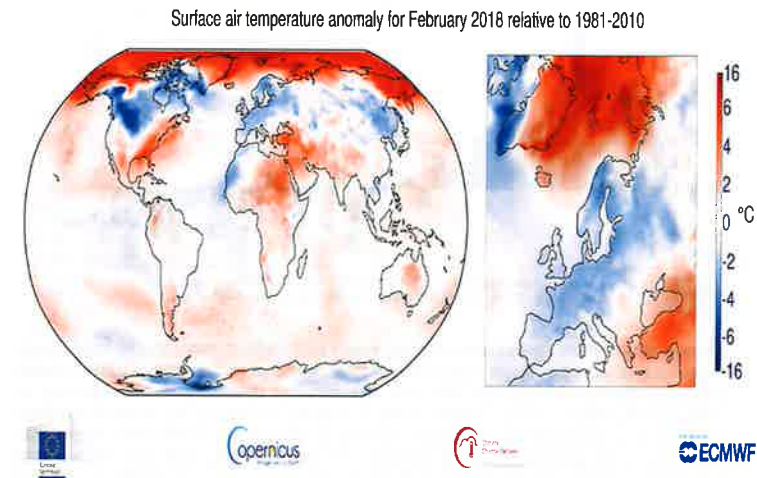 Surface air temperature anomaly for February 2018 relative to 1981-2010
16
6
4
2
0 °C
-2
-4
-6
-16
Copernicus
ECMWF